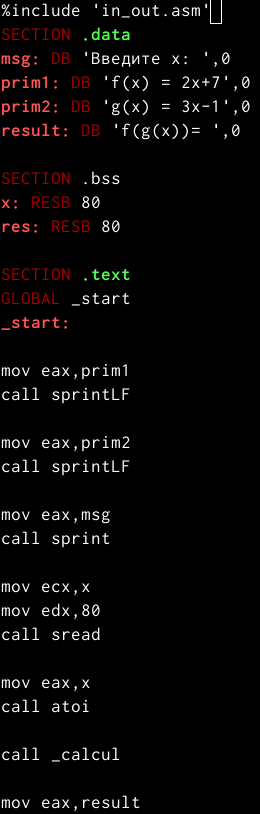 %include 'in_out.asm'
SECTION .data
msg: DB 'Введите x: ',0
prim1: DB 'f(x) = 2x+7',0
prim2: DB 'g(x) = 3x-1',0
result: DB 'f(g(x))= ',0
SECTION .bss
x: RESB 80
res: RESB 80
SECTION .text
GLOBAL _start
_start:
mov eax,prim1
call sprintLF
mov eax,prim2
call sprintLF
mov eax,msg
call sprint
mov ecx,x
mov edx,80
call sread
mov eax,x
call atoi
call _calcul
mov eax,result